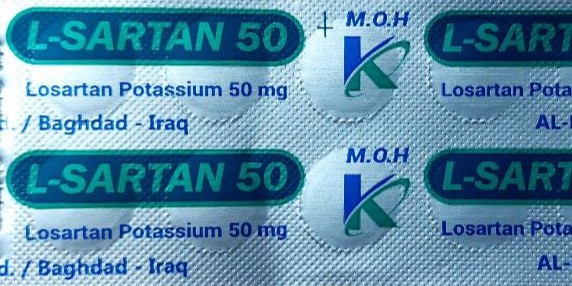 L-SARTAN 50 M.O.H L-SART
Losartan Potassium 50 mg Losartan Pota
. / Baghdad - Iraq AL-
L-SARTAN 50 M.O.H L-SART
Losartan Potassium 50 mg Losartan Pota
d. / Baghdad - Iraq AL-